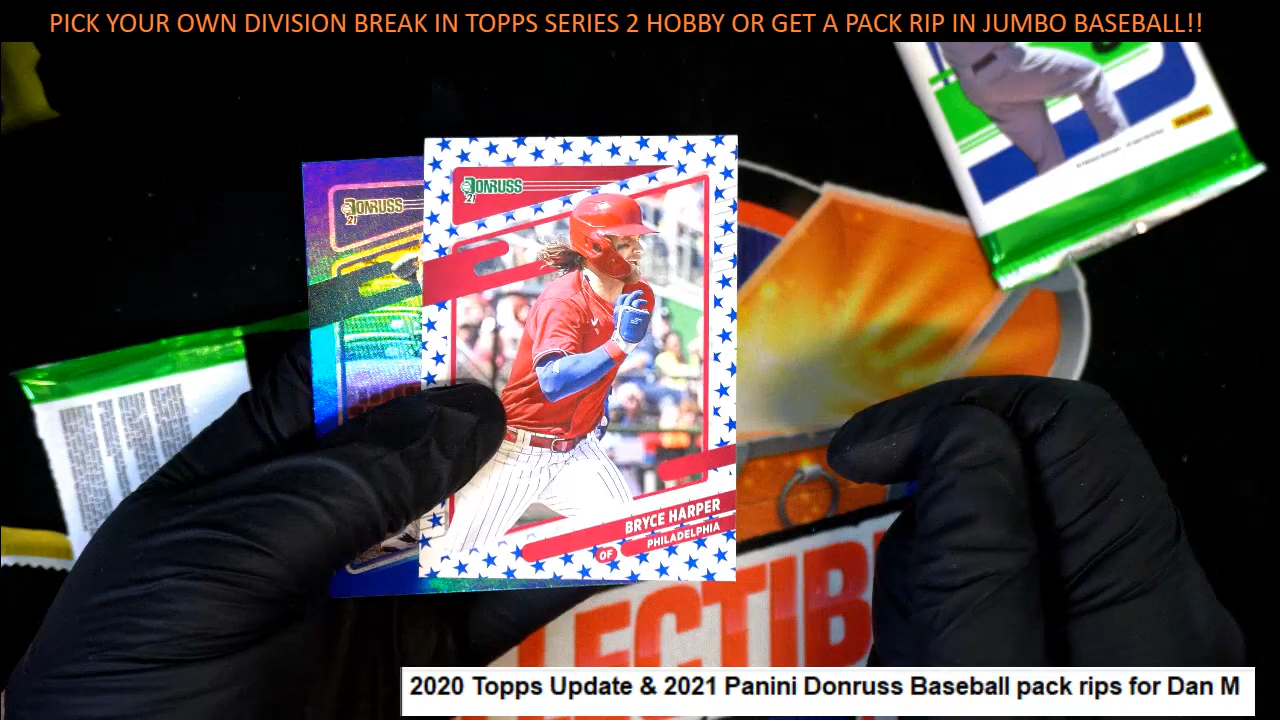 PICK YOUR OWN DIVISION BREAK IN TOPPS SERIES 2 HOBBY OR GET A PACK RIP IN JUMBO BASEBALL!!
DONRUSS
21
DONRUSS
21
BRYCE HARPER
PHILADELPHIA
OF
LECTIB
2020 Topps Update & 2021 Panini Donruss Baseball pack rips for Dan M